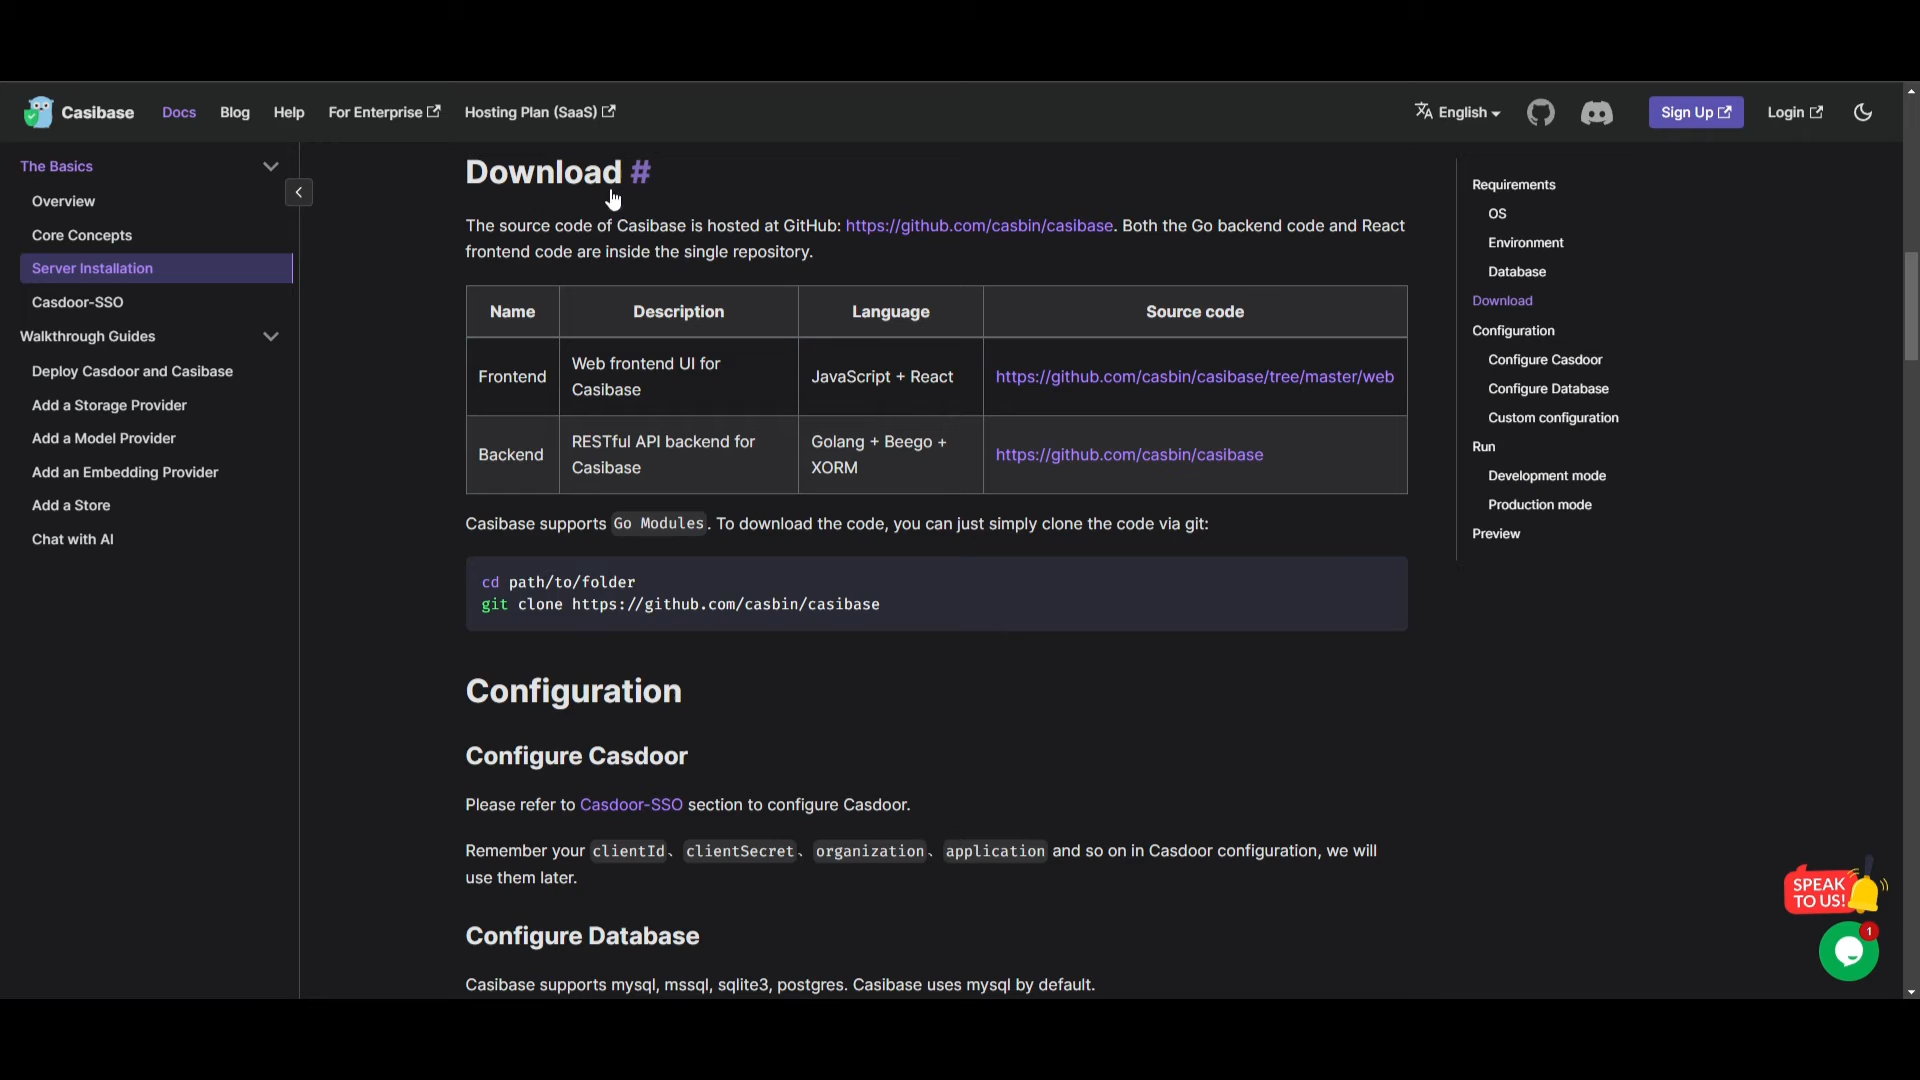 Casibase Docs Blog Help For Enterprise Hosting Plan (SaaS) English Sign Up Login
The Basics
Overview
Core Concepts
Server Installation
Casdoor-SSO
Walkthrough Guides
Deploy Casdoor and Casibase
Add a Storage Provider
Add a Model Provider
Add an Embedding Provider
Add a Store
Chat with AI
Download #
The source code of Casibase is hosted at GitHub: https://github.com/casbin/casibase. Both the Go backend code and React
frontend code are inside the single repository.
Name Description Language Source code
Frontend Web frontend UI for
Casibase JavaScript + React https://github.com/casbin/casibase/tree/master/web
Backend RESTful API backend for
Casibase Golang + Beego +
XORM https://github.com/casbin/casibase
Casibase supports Go Modules. To download the code, you can just simply clone the code via git:
cd path/to/folder
git clone https://github.com/casbin/casibase
Configuration
Configure Casdoor
Please refer to Casdoor-SSO section to configure Casdoor.
Remember your clientId、clientSecret、organization、application and so on in Casdoor configuration, we will
use them later.
Configure Database
Casibase supports mysql, mssql, sqlite3, postgres. Casibase uses mysql by default.
Requirements
OS
Environment
Database
Download
Configuration
Configure Casdoor
Configure Database
Custom configuration
Run
Development mode
Production mode
Preview
SPEAK
TO US!
1